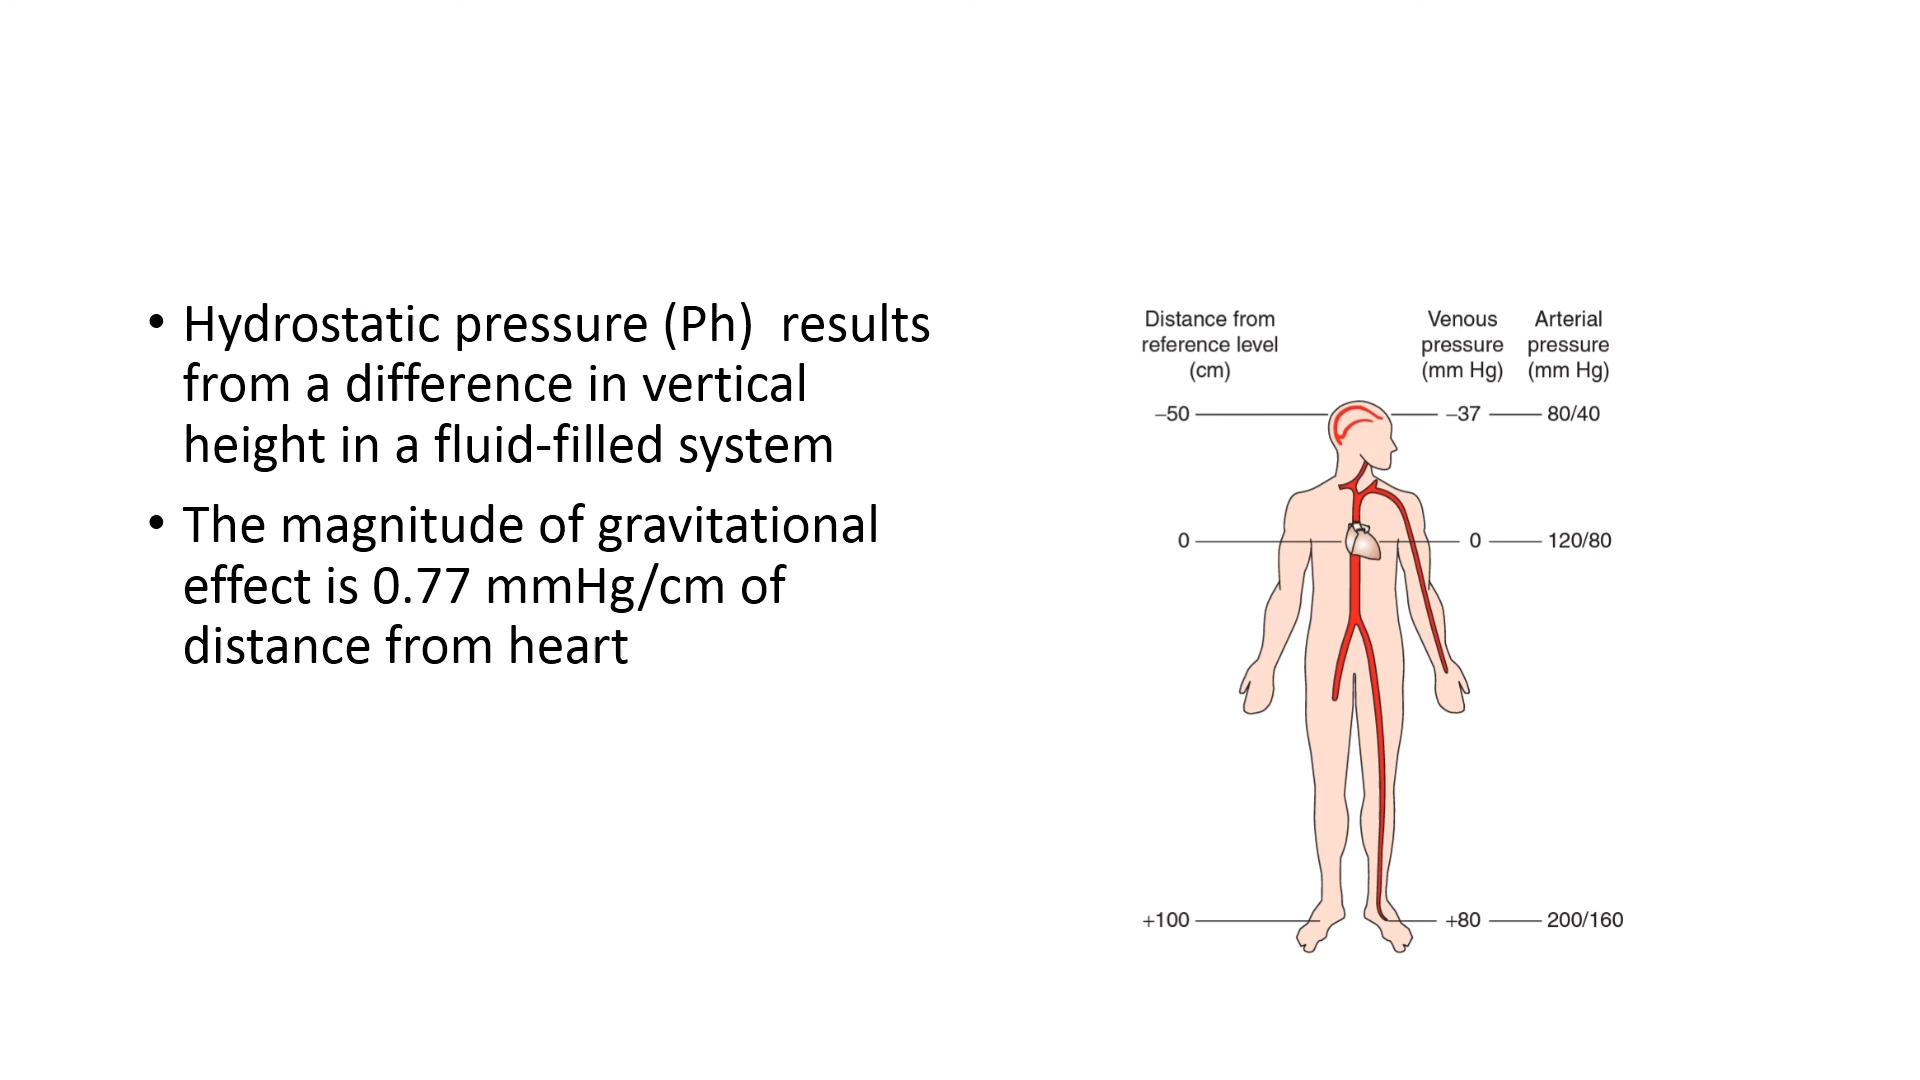 • Hydrostatic pressure (Ph)  results
from a difference in vertical
height in a fluid-filled system
• The magnitude of gravitational
effect is 0.77 mmHg/cm of
distance from heart
Distance from
reference level
(cm)
Venous
pressure
(mm Hg)
Arterial
pressure
(mm Hg)
–50 –37 80/40
0 0 120/80
+100 +80 200/160